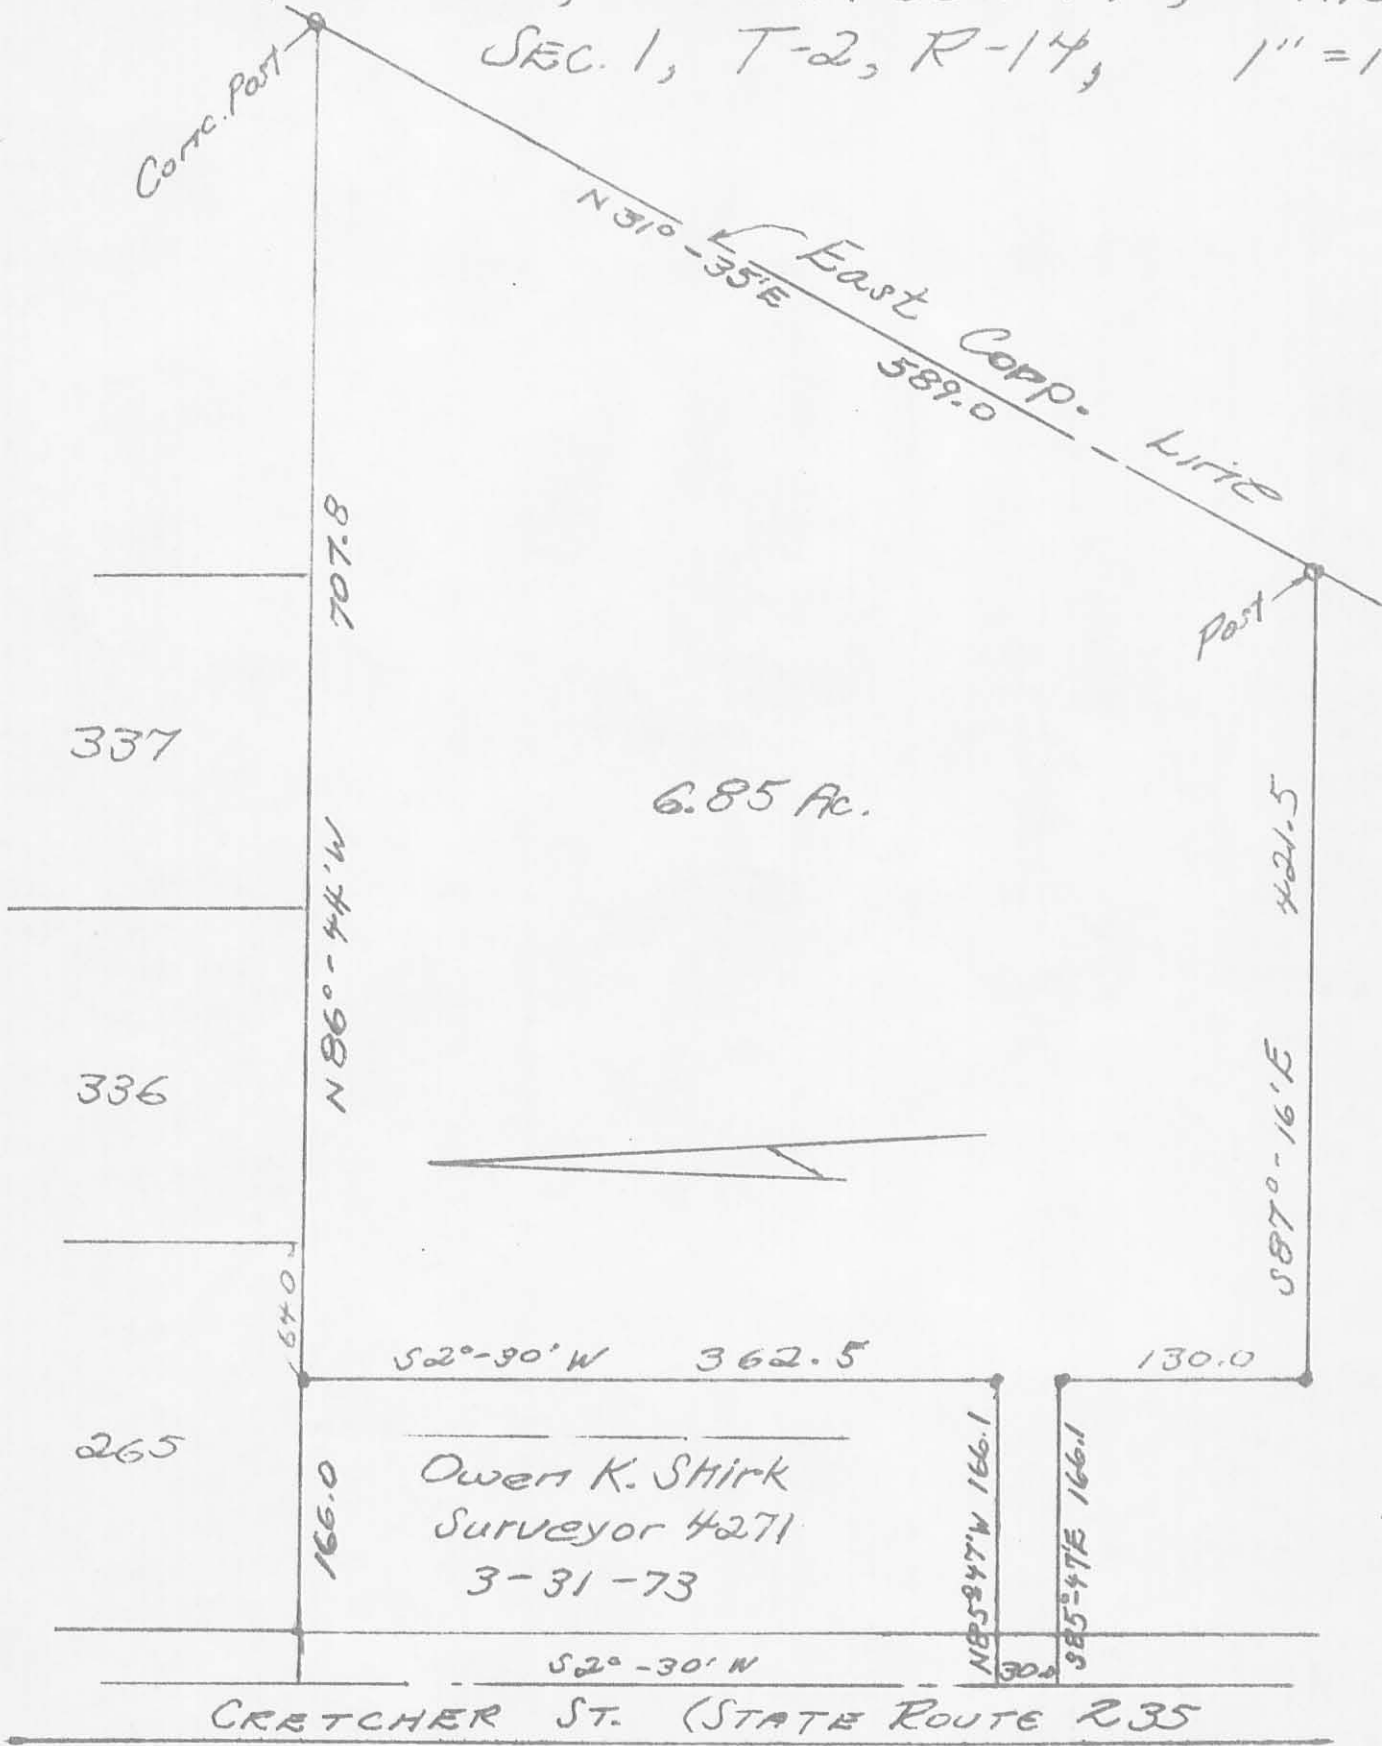 SEC. 1, T-2, R-14, 1" = 1
Conc. Post
N 31° - 35' E
East Corp. Line
589.0
Post
707.8
N 86° - 44' W
337
336
265
6.85 Ac.
421.5
S 87° - 16' E
640
S 2° - 30' W 362.5
130.0
166.0
Owen K. Shirk
Surveyor 4271
3-31-73
N 85° 47' W 166.1
S 85° - 47' E 166.1
S 2° - 30' W
30.0
CRETCHER ST. (STATE ROUTE 235